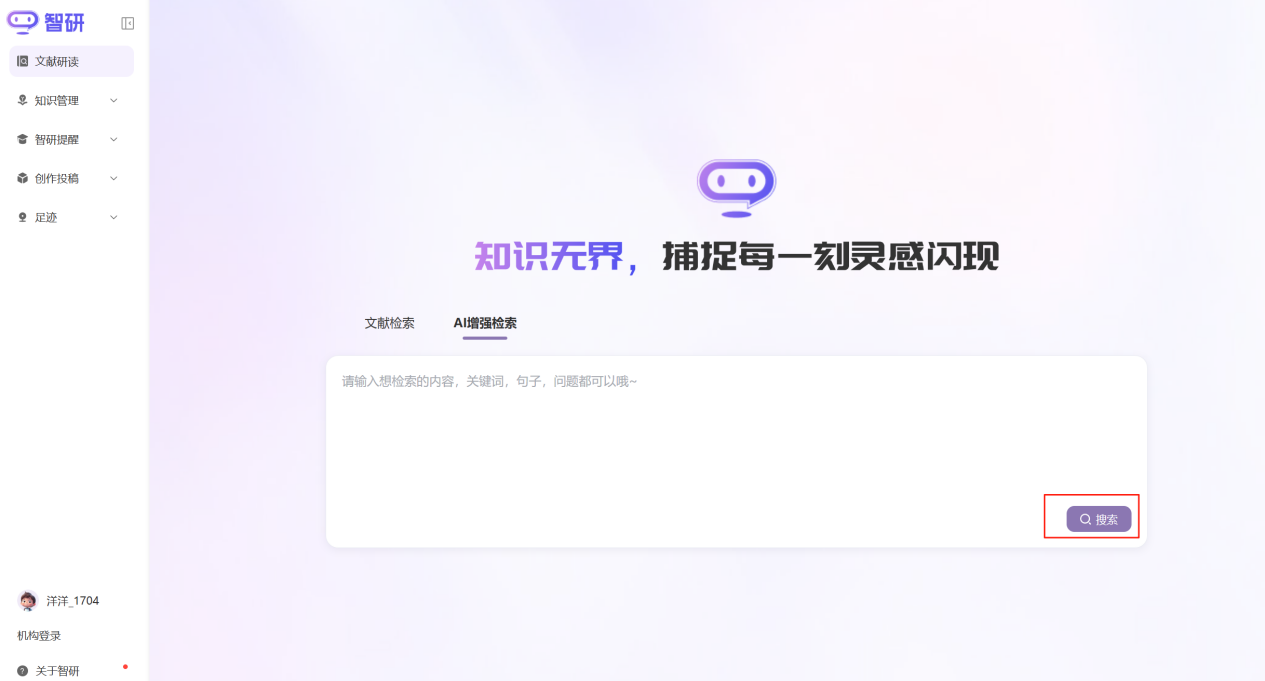 智研
文献研读
知识管理
智研提醒
创作投稿
足迹
知识无界，捕捉每一刻灵感闪现
文献检索
AI增强检索
请输入想检索的内容，关键词，句子，问题都可以哦~
搜索
洋洋_1704
机构登录
关于智研